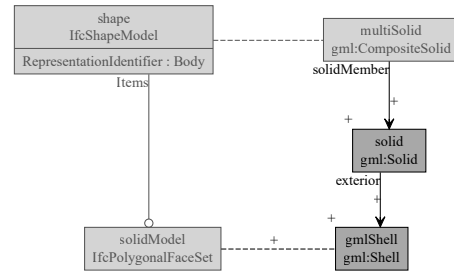 shape
IfcShapeModel
RepresentationIdentifier : Body
Items
multiSolid
gml:CompositeSolid
solidMember
+
+
solid
gml:Solid
exterior
+
+
solidModel
IfcPolygonalFaceSet
+
gmlShell
gml:Shell